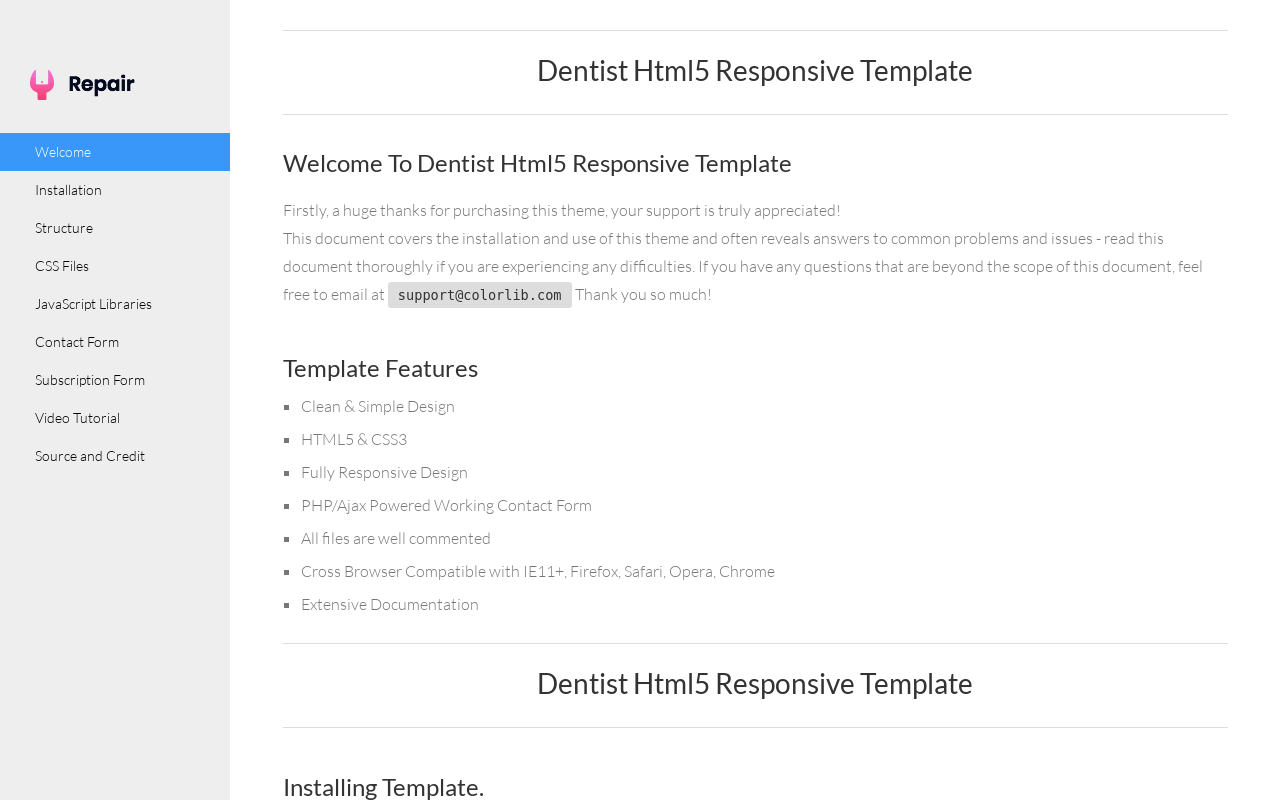 Repair
Welcome
Installation
Structure
CSS Files
JavaScript Libraries
Contact Form
Subscription Form
Video Tutorial
Source and Credit
Dentist Html5 Responsive Template
Welcome To Dentist Html5 Responsive Template
Firstly, a huge thanks for purchasing this theme, your support is truly appreciated!
This document covers the installation and use of this theme and often reveals answers to common problems and issues - read this
document thoroughly if you are experiencing any difficulties. If you have any questions that are beyond the scope of this document, feel
free to email at support@colorlib.com Thank you so much!
Template Features
Clean & Simple Design
HTML5 & CSS3
Fully Responsive Design
PHP/Ajax Powered Working Contact Form
All files are well commented
Cross Browser Compatible with IE11+, Firefox, Safari, Opera, Chrome
Extensive Documentation
Dentist Html5 Responsive Template
Installing Template.